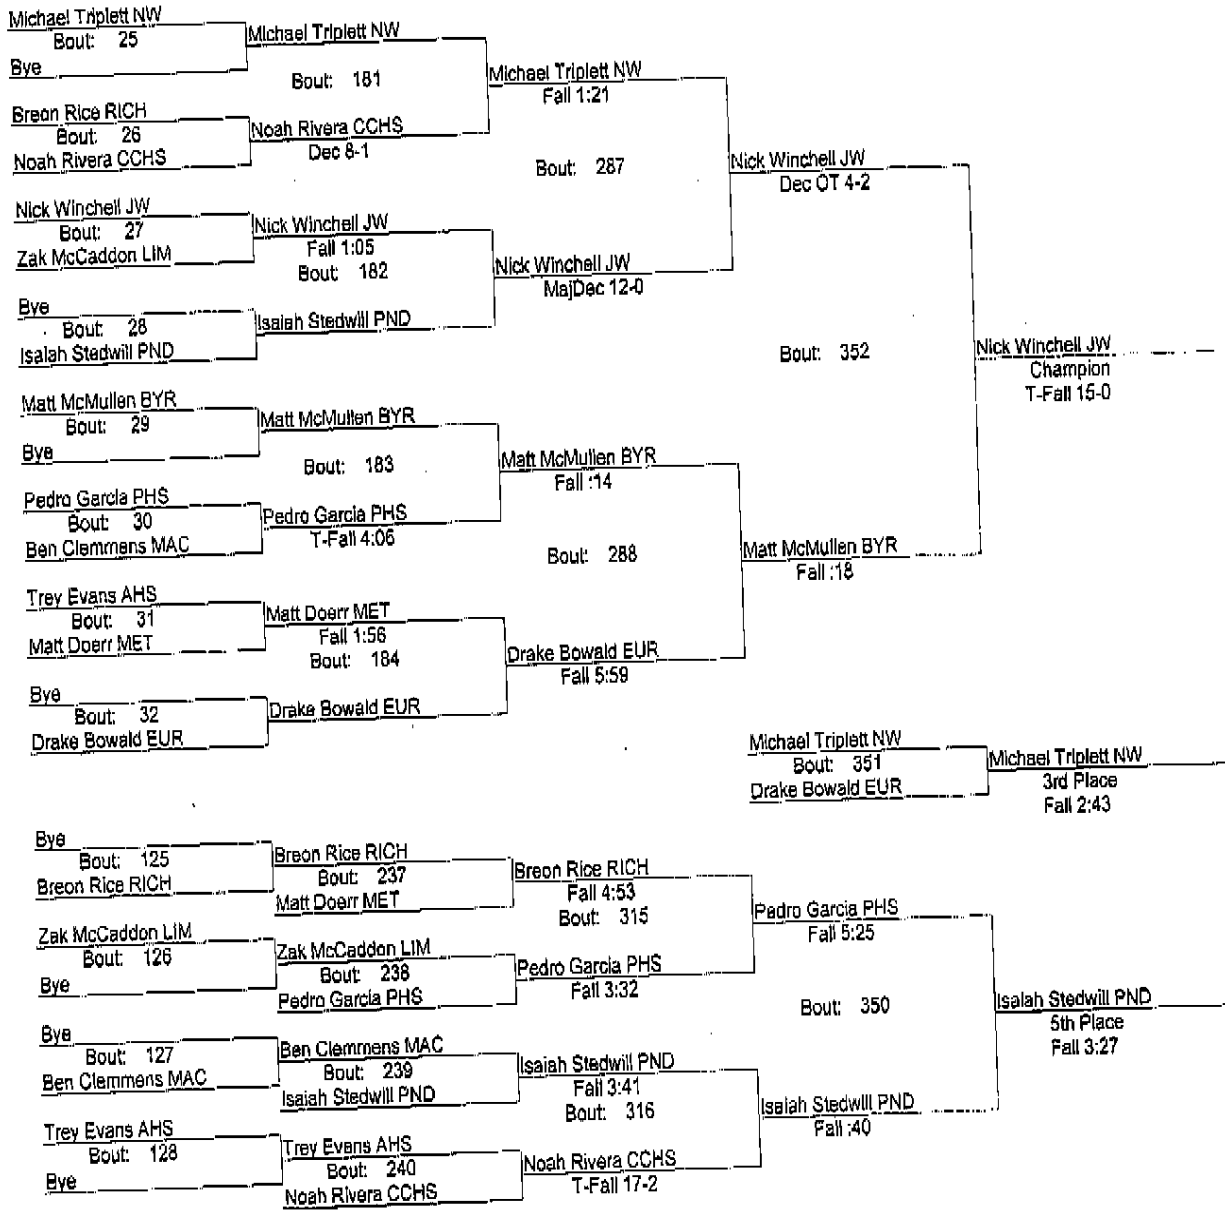 Michael Triplett NW
Bout: 25
Bye
Michael Triplett NW
Bout: 181
Breon Rice RICH
Bout: 26
Noah Rivera CCHS
Noah Rivera CCHS
Dec 8-1
Michael Triplett NW
Fall 1:21
Bout: 287
Nick Winchell JW
Bout: 27
Zak McCaddon LIM
Nick Winchell JW
Fall 1:05
Bout: 182
Bye
Bout: 28
Isaiah Stedwill PND
Isaiah Stedwill PND
Nick Winchell JW
MajDec 12-0
Nick Winchell JW
Dec OT 4-2
Bout: 352
Nick Winchell JW
Champion
T-Fall 15-0
Matt McMullen BYR
Bout: 29
Bye
Matt McMullen BYR
Bout: 183
Pedro Garcia PHS
Bout: 30
Ben Clemmens MAC
Pedro Garcia PHS
T-Fall 4:06
Matt McMullen BYR
Fall :14
Bout: 288
Trey Evans AHS
Bout: 31
Matt Doerr MET
Matt Doerr MET
Fall 1:56
Bout: 184
Bye
Bout: 32
Drake Bowald EUR
Drake Bowald EUR
Drake Bowald EUR
Fall 5:59
Matt McMullen BYR
Fall :18
Michael Triplett NW
Bout: 351
Drake Bowald EUR
Michael Triplett NW
3rd Place
Fall 2:43
Bye
Bout: 125
Breon Rice RICH
Breon Rice RICH
Bout: 237
Matt Doerr MET
Breon Rice RICH
Fall 4:53
Bout: 315
Zak McCaddon LIM
Bout: 126
Bye
Zak McCaddon LIM
Bout: 238
Pedro Garcia PHS
Pedro Garcia PHS
Fall 3:32
Pedro Garcia PHS
Fall 5:25
Bout: 350
Isaiah Stedwill PND
5th Place
Fall 3:27
Bye
Bout: 127
Ben Clemmens MAC
Ben Clemmens MAC
Bout: 239
Isaiah Stedwill PND
Isaiah Stedwill PND
Fall 3:41
Bout: 316
Trey Evans AHS
Bout: 128
Bye
Trey Evans AHS
Bout: 240
Noah Rivera CCHS
Noah Rivera CCHS
T-Fall 17-2
Isaiah Stedwill PND
Fall :40